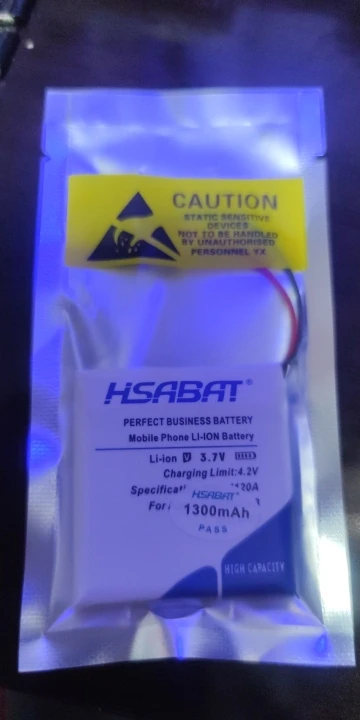 CAUTION
STATIC SENSITIVE
DEVICES
NOT TO BE HANDLED
BY UNAUTHORISED
PERSONNEL YX
HSABAT®
PERFECT BUSINESS BATTERY
Mobile Phone LI-ION Battery
Li-ion 3.7V
Charging Limit:4.2V
HSABAT
1300mAh
PASS
HIGH CAPACITY